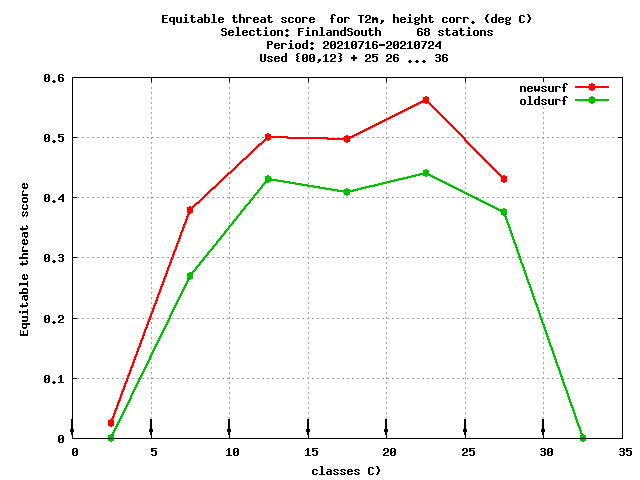 Equitable threat score  for T2m, height corr. (deg C)
Selection: FinlandSouth     68 stations
Period: 20210716-20210724
Used {00,12} + 25 26 ... 36
newsurf
oldsurf
0.6
0.5
0.4
0.3
0.2
0.1
0
Equitable threat score
0 5 10 15 20 25 30 35
classes C)